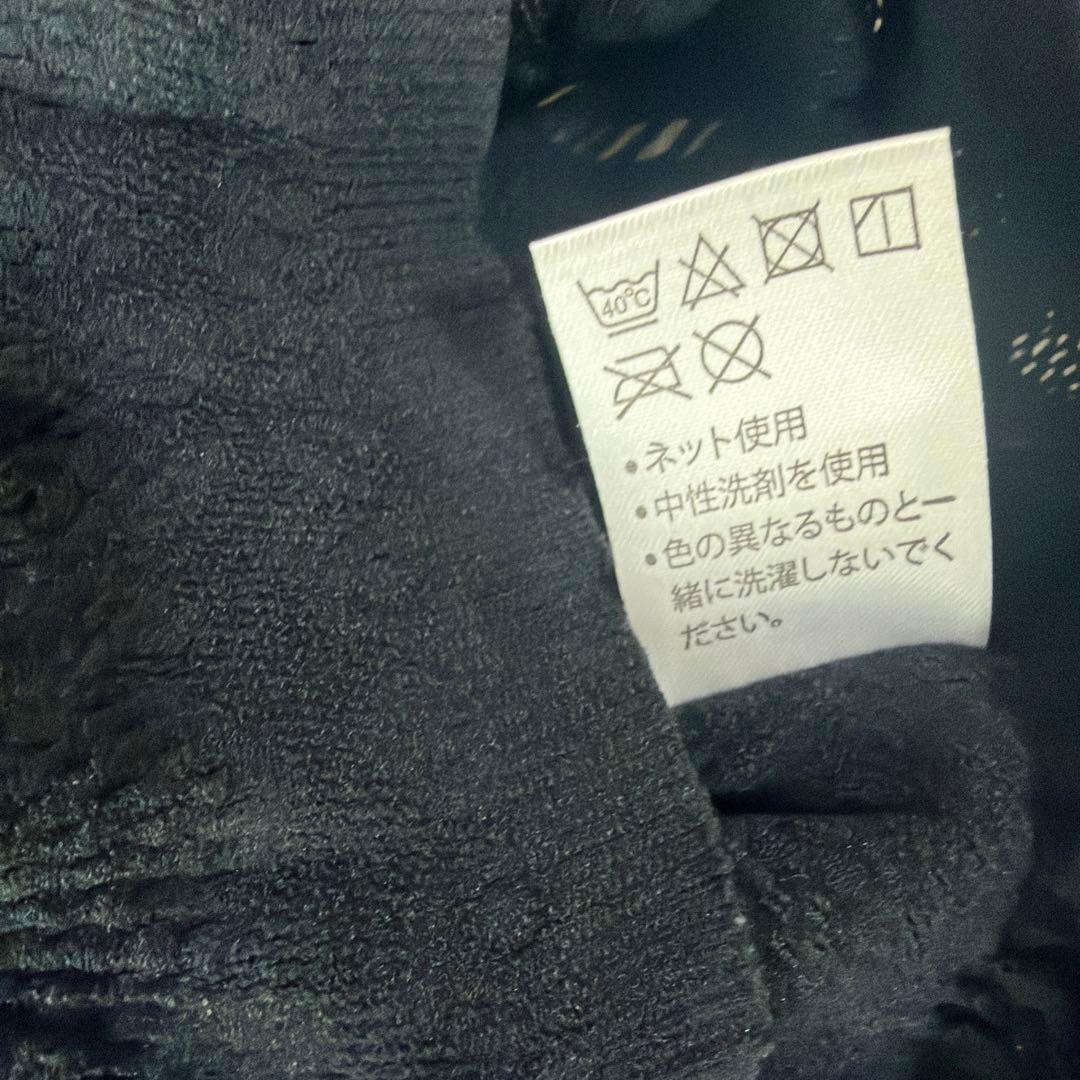 40℃
・ネット使用
・中性洗剤を使用
・色の異なるものと一
緒に洗濯しないでく
ださい。